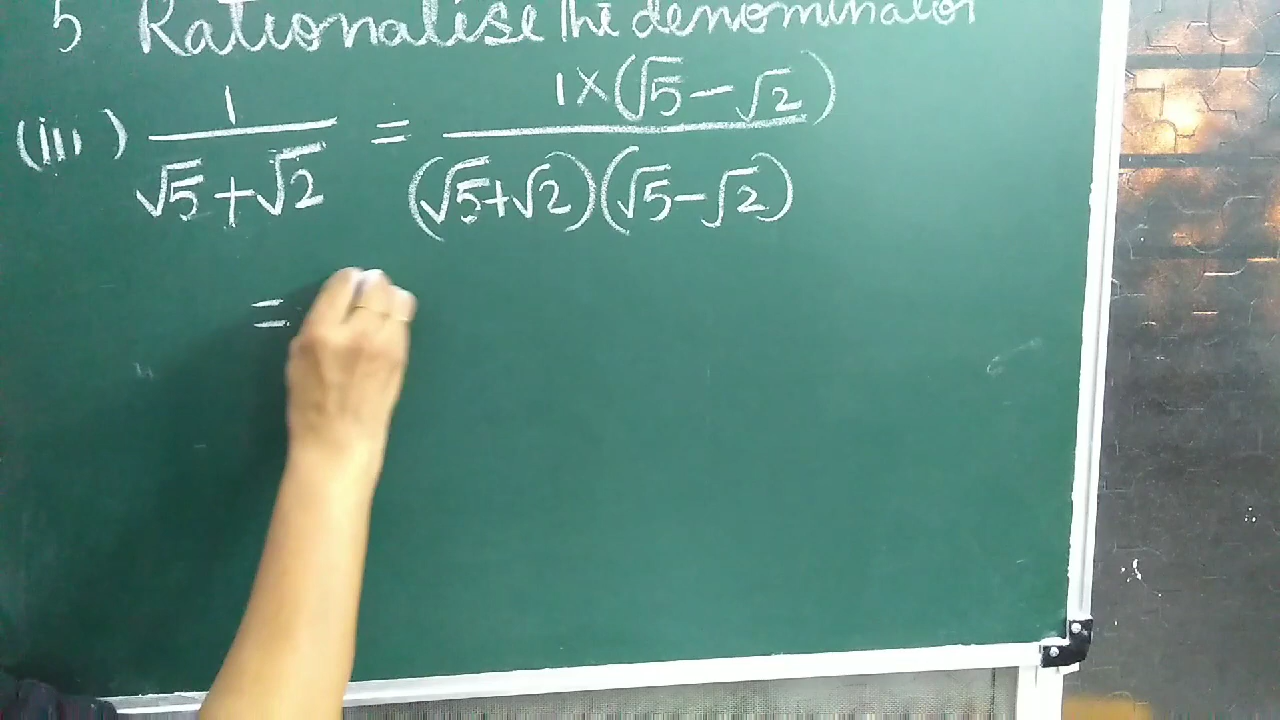 5 Rationalise the denominator
(iii) 1/(√5+√2) = 1×(√5-√2)/(√5+√2)(√5-√2)
=